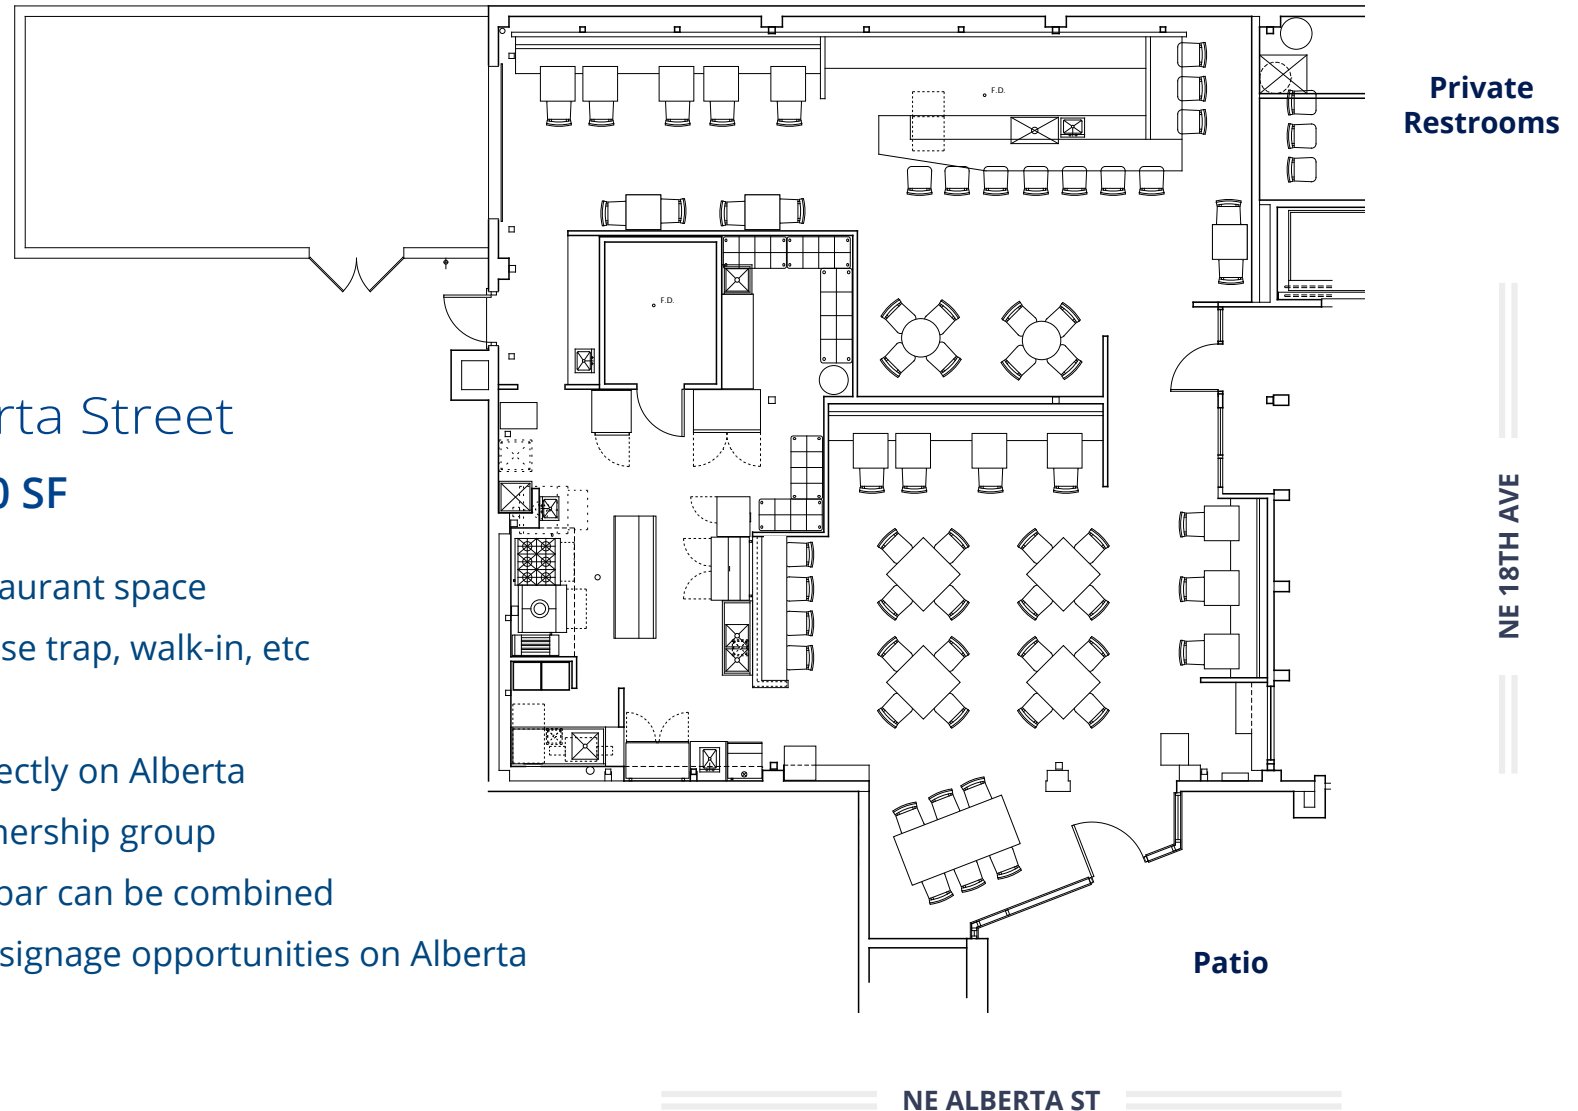 Private
Restrooms
F.D.
F.D.
rta Street
0 SF
aurant space
se trap, walk-in, etc
ectly on Alberta
nership group
bar can be combined
signage opportunities on Alberta
NE 18TH AVE
Patio
NE ALBERTA ST